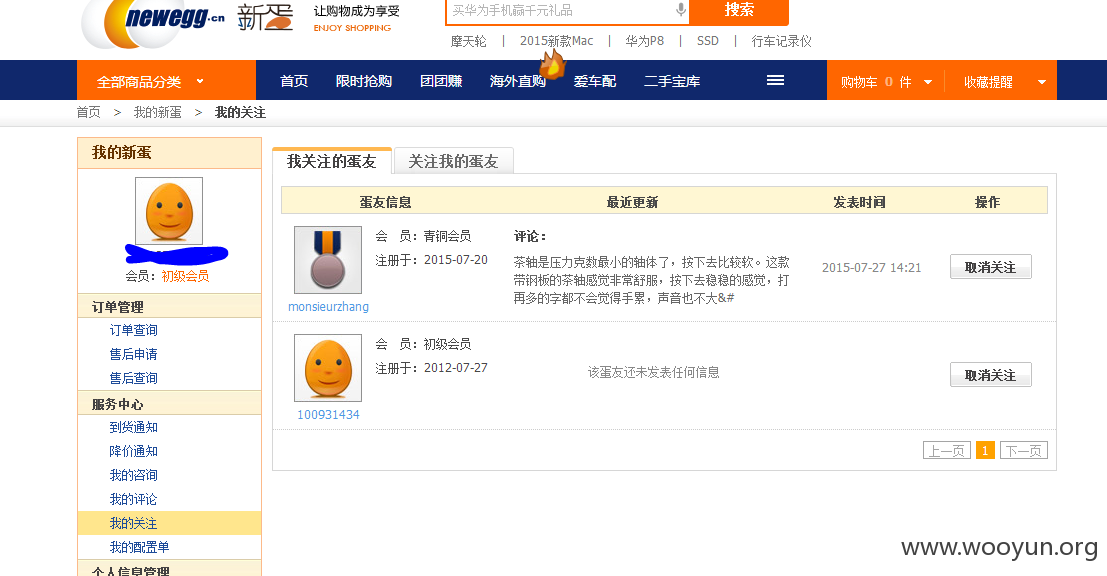 newegg.cn 新蛋 让购物成为享受
ENJOY SHOPPING
买华为手机赢千元礼品 搜索
摩天轮 | 2015新款Mac | 华为P8 | SSD | 行车记录仪
全部商品分类 首页 限时抢购 团团赚 海外直购 爱车配 二手宝库 购物车 0 件 收藏提醒
首页 > 我的新蛋 > 我的关注
我的新蛋
会员：初级会员
订单管理
订单查询
售后申请
售后查询
服务中心
到货通知
降价通知
我的咨询
我的评论
我的关注
我的配置单
个人信息管理
我关注的蛋友 关注我的蛋友
蛋友信息 最近更新 发表时间 操作
会 员：青铜会员
注册于：2015-07-20
monsieurzhang
评论：
茶轴是压力克数最小的轴体了，按下去比较软。这款
带钢板的茶轴感觉非常舒服，按下去稳稳的感觉，打
再多的字都不会觉得手累，声音也不大&#
2015-07-27 14:21
取消关注
会 员：初级会员
注册于：2012-07-27
100931434
该蛋友还未发表任何信息
取消关注
上一页 1 下一页
www.wooyun.org